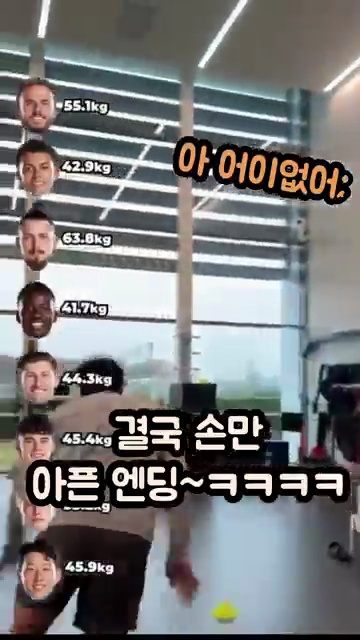 55.1kg
42.9kg
아 어이없어;
63.8kg
41.7kg
44.3kg
45.4kg
결국 손만
아픈 엔딩~ㅋㅋㅋㅋ
45.9kg